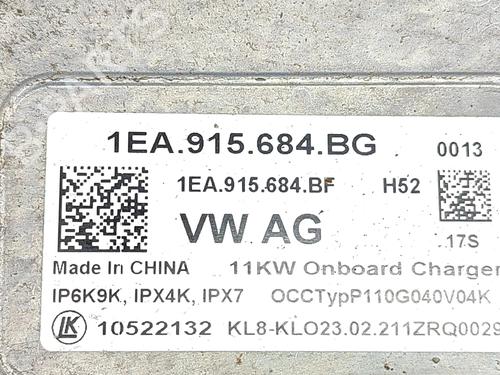 1EA.915.684.BG 0013
1EA.915.684.BF H52
VW AG 17S
Made In CHINA 11KW Onboard Charger
IP6K9K, IPX4K, IPX7 OCCTypP110G040V04K
LK 10522132 KL8-KLO23.02.211ZRQ0029